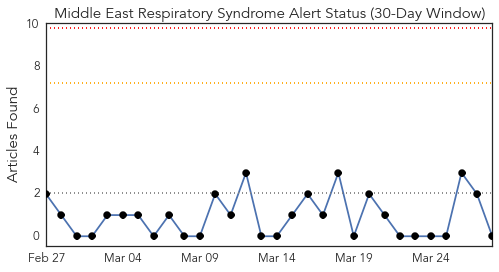 Middle East Respiratory Syndrome Alert Status (30-Day Window)
Articles Found
10
8
6
4
2
0
Feb 27
Mar 04
Mar 09
Mar 14
Mar 19
Mar 24